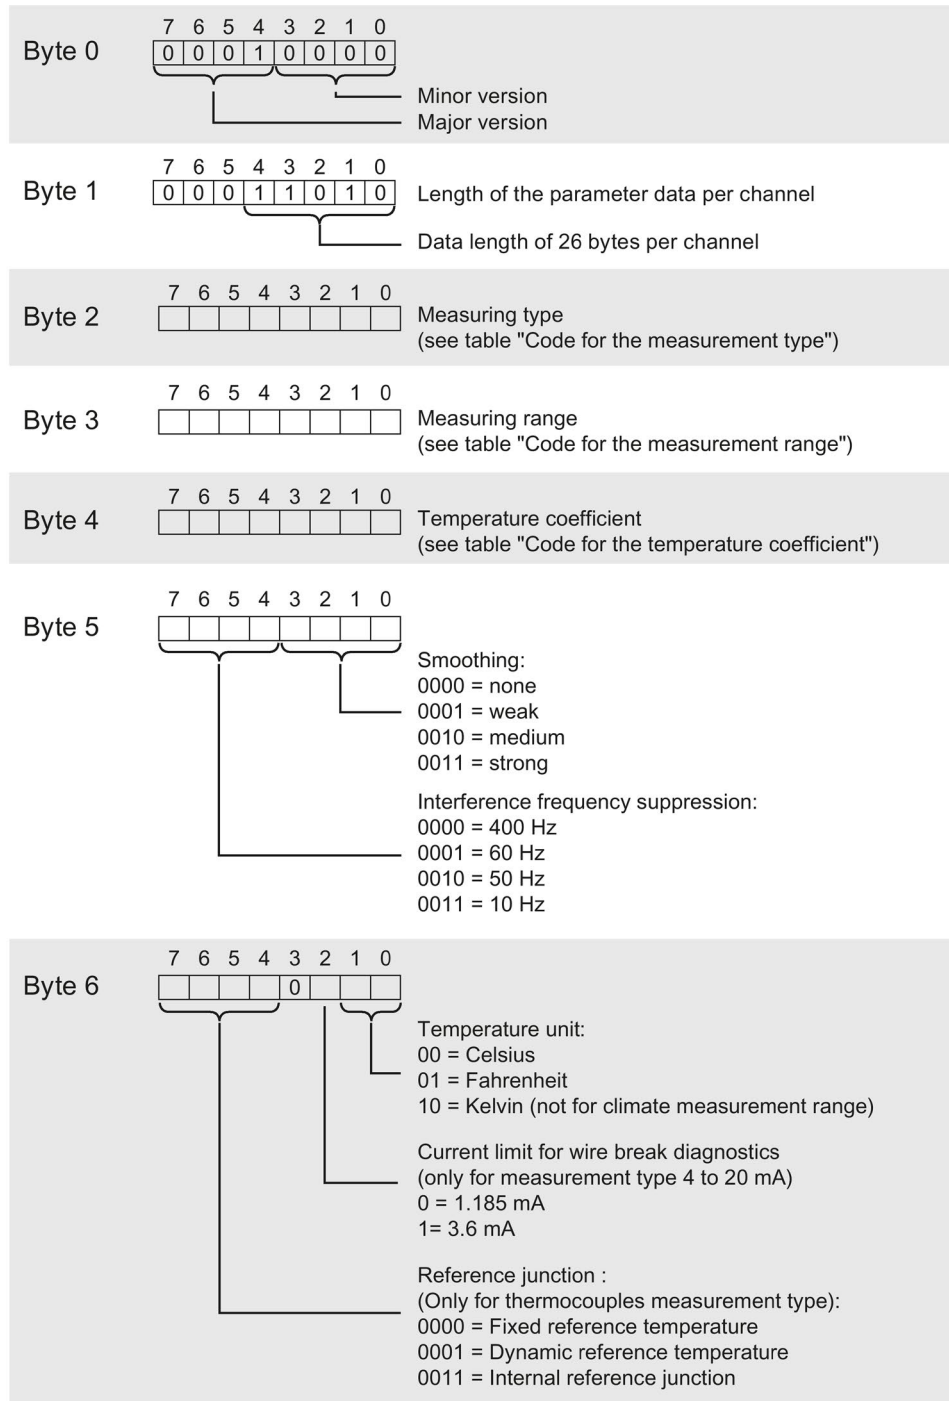 7 6 5 4 3 2 1 0
Byte 0
0 0 0 1 0 0 0 0
Minor version
Major version
7 6 5 4 3 2 1 0
Byte 1
0 0 0 1 1 0 1 0
Length of the parameter data per channel
Data length of 26 bytes per channel
7 6 5 4 3 2 1 0
Byte 2
Measuring type
(see table "Code for the measurement type")
7 6 5 4 3 2 1 0
Byte 3
Measuring range
(see table "Code for the measurement range")
7 6 5 4 3 2 1 0
Byte 4
Temperature coefficient
(see table "Code for the temperature coefficient")
7 6 5 4 3 2 1 0
Byte 5
Smoothing:
0000 = none
0001 = weak
0010 = medium
0011 = strong
Interference frequency suppression:
0000 = 400 Hz
0001 = 60 Hz
0010 = 50 Hz
0011 = 10 Hz
7 6 5 4 3 2 1 0
Byte 6
0
Temperature unit:
00 = Celsius
01 = Fahrenheit
10 = Kelvin (not for climate measurement range)
Current limit for wire break diagnostics
(only for measurement type 4 to 20 mA)
0 = 1.185 mA
1= 3.6 mA
Reference junction :
(Only for thermocouples measurement type):
0000 = Fixed reference temperature
0001 = Dynamic reference temperature
0011 = Internal reference junction